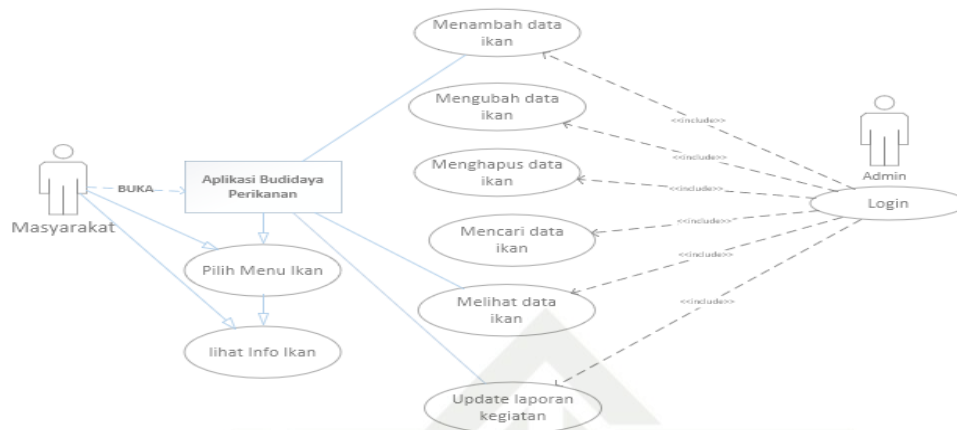 Menambah data
ikan
Mengubah data
ikan
<<include>>
<<include>>
Admin
Menghapus data
ikan
<<include>>
Login
BUKA
Aplikasi Budidaya
Perikanan
Masyarakat
Mencari data
ikan
<<include>>
<<include>>
Pilih Menu Ikan
Melihat data
ikan
<<include>>
lihat Info Ikan
Update laporan
kegiatan